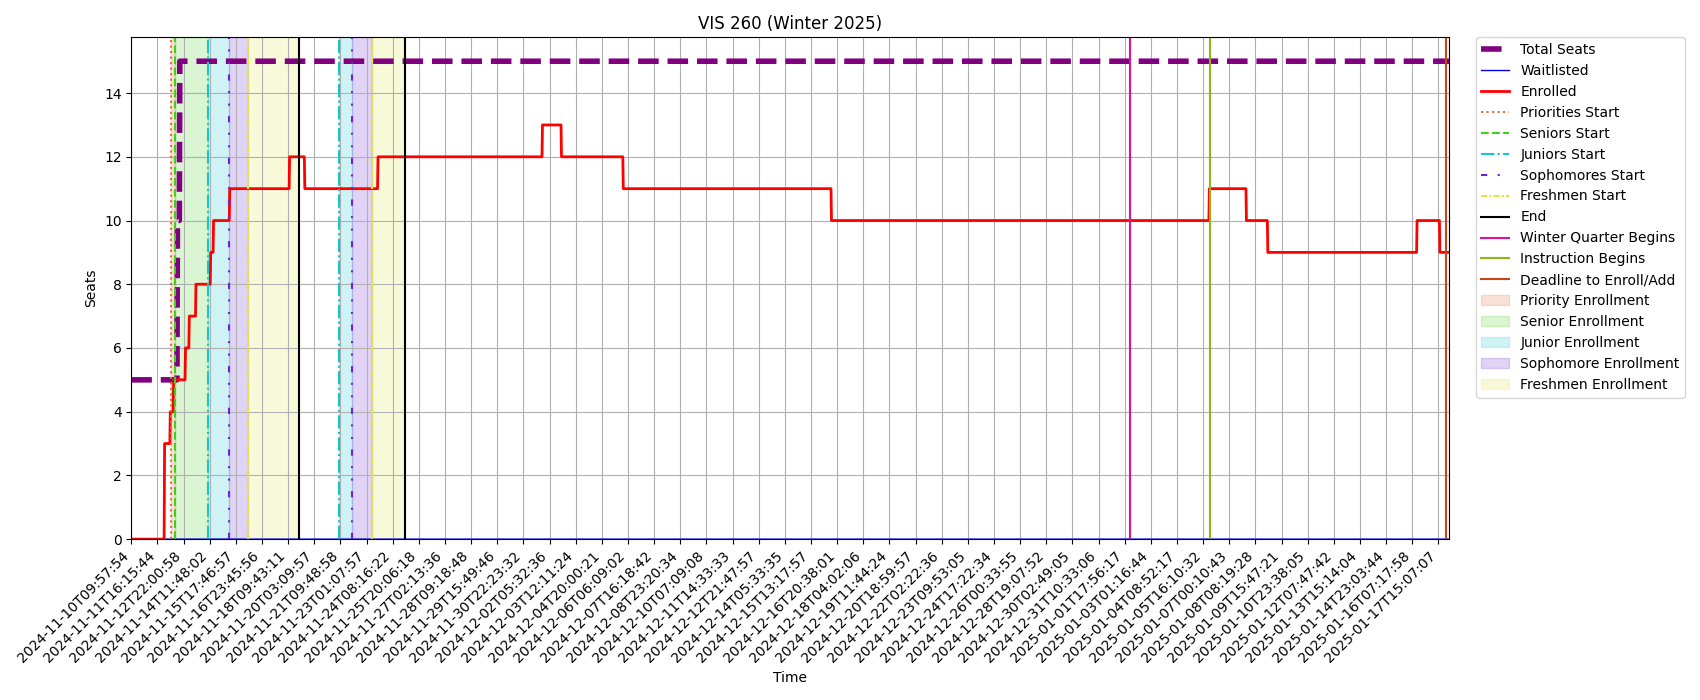 VIS 260 (Winter 2025)
Seats
14
12
10
8
6
4
2
0
2024-11-10T09:57:54
2024-11-11T16:15:44
2024-11-12T22:00:58
2024-11-14T11:48:02
2024-11-15T17:46:57
2024-11-16T23:45:56
2024-11-18T09:43:11
2024-11-20T03:09:57
2024-11-21T09:48:58
2024-11-23T01:07:57
2024-11-24T08:16:22
2024-11-25T20:06:18
2024-11-28T02:13:36
2024-11-28T09:18:48
2024-11-29T15:49:46
2024-11-30T22:23:32
2024-12-02T05:32:36
2024-12-03T12:11:24
2024-12-04T20:00:21
2024-12-06T06:09:02
2024-12-07T16:18:42
2024-12-08T23:20:34
2024-12-10T07:09:08
2024-12-11T14:33:33
2024-12-12T21:47:57
2024-12-14T05:33:35
2024-12-15T13:17:57
2024-12-16T20:38:01
2024-12-18T04:02:06
2024-12-19T11:44:24
2024-12-20T18:59:57
2024-12-22T02:22:36
2024-12-23T09:53:05
2024-12-24T17:22:34
2024-12-26T00:33:55
2024-12-28T19:07:52
2024-12-30T02:49:05
2024-12-31T10:33:06
2025-01-01T17:56:17
2025-01-03T01:16:44
2025-01-04T08:52:17
2025-01-05T16:10:32
2025-01-07T00:10:43
2025-01-08T08:19:28
2025-01-09T15:47:21
2025-01-10T23:38:05
2025-01-12T07:47:42
2025-01-13T15:14:04
2025-01-14T23:03:44
2025-01-16T07:17:58
2025-01-17T15:07:07
Time
Total Seats
Waitlisted
Enrolled
Priorities Start
Seniors Start
Juniors Start
Sophomores Start
Freshmen Start
End
Winter Quarter Begins
Instruction Begins
Deadline to Enroll/Add
Priority Enrollment
Senior Enrollment
Junior Enrollment
Sophomore Enrollment
Freshmen Enrollment